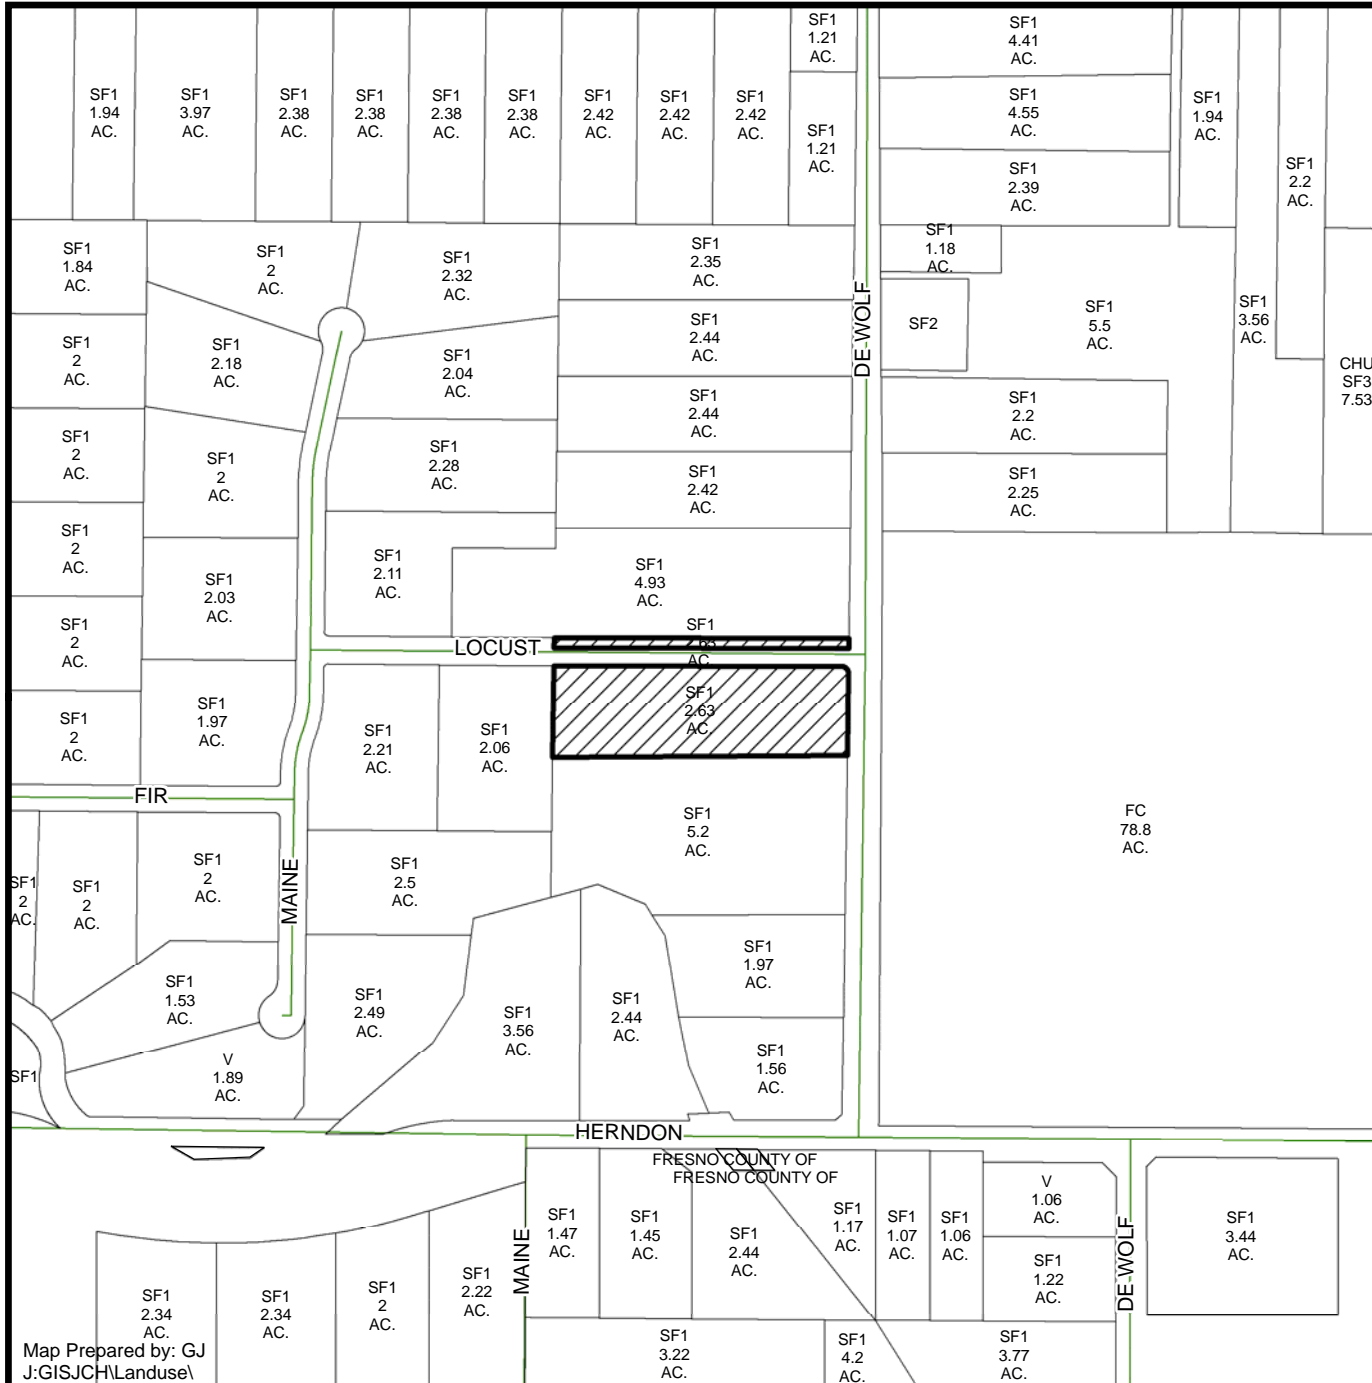 SF1
1.94
AC.
SF1
3.97
AC.
SF1
2.38
AC.
SF1
2.38
AC.
SF1
2.38
AC.
SF1
2.38
AC.
SF1
2.42
AC.
SF1
2.42
AC.
SF1
2.42
AC.
SF1
1.21
AC.
SF1
1.21
AC.
SF1
4.41
AC.
SF1
4.55
AC.
SF1
2.39
AC.
SF1
1.94
AC.
SF1
2.2
AC.
SF1
1.84
AC.
SF1
2
AC.
SF1
2.32
AC.
SF1
2.35
AC.
SF1
1.18
AC.
SF1
2
AC.
SF1
2.18
AC.
SF1
2.04
AC.
SF1
2.44
AC.
DE WOLF
SF2
SF1
5.5
AC.
SF1
3.56
AC.
CHU
SF3
7.53
SF1
2
AC.
SF1
2
AC.
SF1
2.28
AC.
SF1
2.44
AC.
SF1
2.42
AC.
SF1
2.2
AC.
SF1
2.25
AC.
SF1
2
AC.
SF1
2.03
AC.
SF1
2.11
AC.
SF1
4.93
AC.
SF1
2
AC.
LOCUST
SF1
2.63
AC.
SF1
2.63
AC.
SF1
2
AC.
SF1
1.97
AC.
SF1
2.21
AC.
SF1
2.06
AC.
FIR
SF1
5.2
AC.
FC
78.8
AC.
SF1
2
AC.
SF1
2
AC.
SF1
2
AC.
MAINE
SF1
2.5
AC.
SF1
1.97
AC.
SF1
1.53
AC.
SF1
2.49
AC.
SF1
3.56
AC.
SF1
2.44
AC.
SF1
1.56
AC.
SF1
V
1.89
AC.
HERNDON
FRESNO COUNTY OF
FRESNO COUNTY OF
SF1
1.47
AC.
SF1
1.45
AC.
SF1
2.44
AC.
SF1
1.17
AC.
SF1
1.07
AC.
SF1
1.06
AC.
V
1.06
AC.
SF1
1.22
AC.
DE WOLF
SF1
3.44
AC.
SF1
2.34
AC.
SF1
2.34
AC.
SF1
2
AC.
SF1
2.22
AC.
MAINE
SF1
3.22
AC.
SF1
4.2
AC.
SF1
3.77
AC.
Map Prepared by: GJ
J:GISJCH\Landuse\